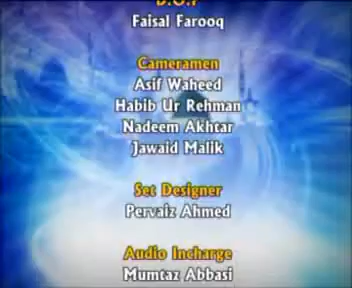 D.O.P
Faisal Farooq
Cameramen
Asif Waheed
Habib Ur Rehman
Nadeem Akhtar
Jawaid Malik
Set Designer
Pervaiz Ahmed
Audio Incharge
Mumtaz Abbasi